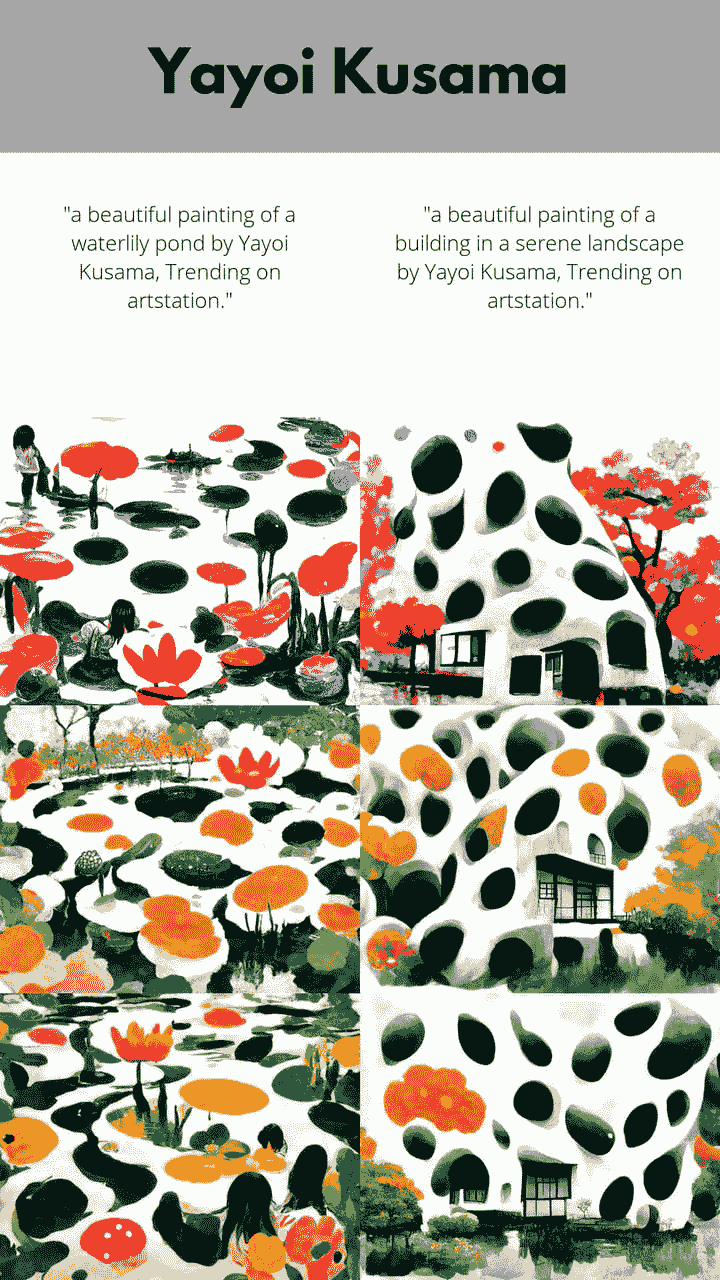 Yayoi Kusama
"a beautiful painting of a
waterlily pond by Yayoi
Kusama, Trending on
artstation."
"a beautiful painting of a
building in a serene landscape
by Yayoi Kusama, Trending on
artstation."